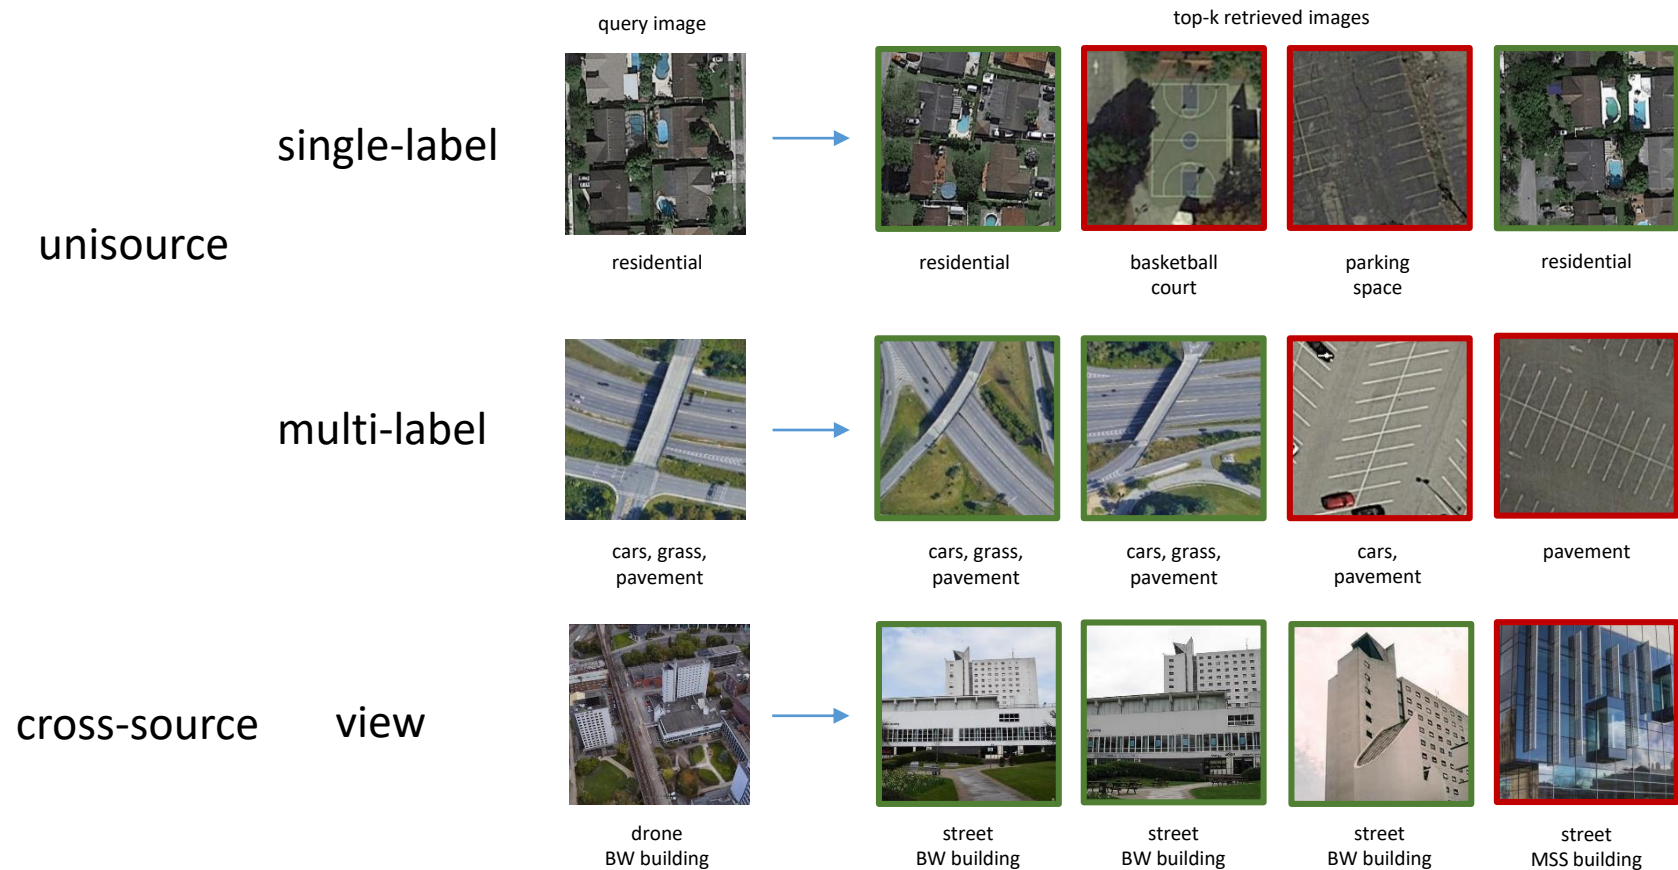 query image
top-k retrieved images
single-label
unisource
residential
residential
basketball
court
parking
space
residential
multi-label
cars, grass,
pavement
cars, grass,
pavement
cars, grass,
pavement
cars,
pavement
pavement
cross-source
view
drone
BW building
street
BW building
street
BW building
street
BW building
street
MSS building